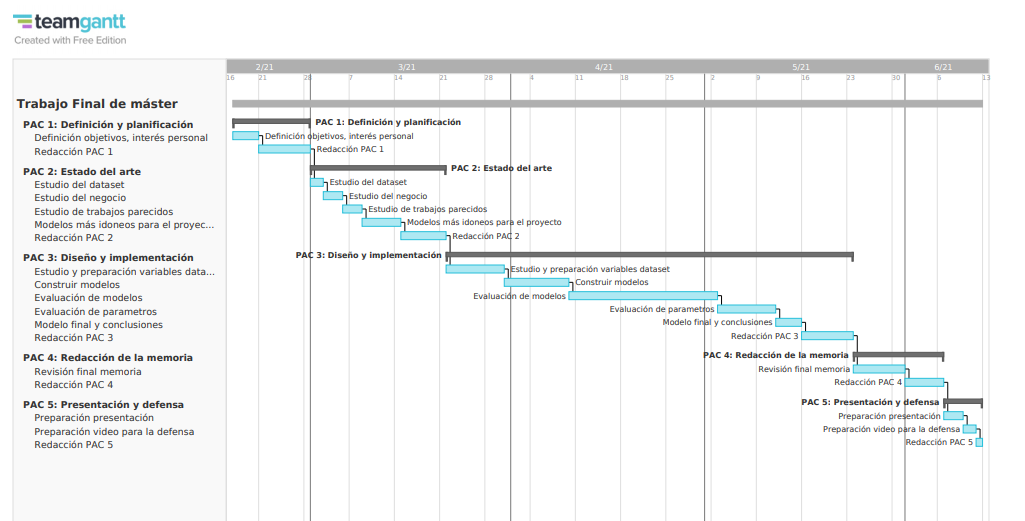 teamgantt
Created with Free Edition
2/21 3/21 4/21 5/21 6/21
16 21 28 7 14 21 28 4 11 18 25 2 9 16 23 30 6 13
Trabajo Final de máster
PAC 1: Definición y planificación PAC 1: Definición y planificación
Definición objetivos, interés personal Definición objetivos, interés personal
Redacción PAC 1 Redacción PAC 1
PAC 2: Estado del arte PAC 2: Estado del arte
Estudio del dataset Estudio del dataset
Estudio del negocio Estudio del negocio
Estudio de trabajos parecidos Estudio de trabajos parecidos
Modelos más idoneos para el proyec... Modelos más idoneos para el proyecto
Redacción PAC 2 Redacción PAC 2
PAC 3: Diseño y implementación PAC 3: Diseño y implementación
Estudio y preparación variables data... Estudio y preparación variables dataset
Construir modelos Construir modelos
Evaluación de modelos Evaluación de modelos
Evaluación de parametros Evaluación de parametros
Modelo final y conclusiones Modelo final y conclusiones
Redacción PAC 3 Redacción PAC 3
PAC 4: Redacción de la memoria PAC 4: Redacción de la memoria
Revisión final memoria Revisión final memoria
Redacción PAC 4 Redacción PAC 4
PAC 5: Presentación y defensa PAC 5: Presentación y defensa
Preparación presentación Preparación presentación
Preparación video para la defensa Preparación video para la defensa
Redacción PAC 5 Redacción PAC 5